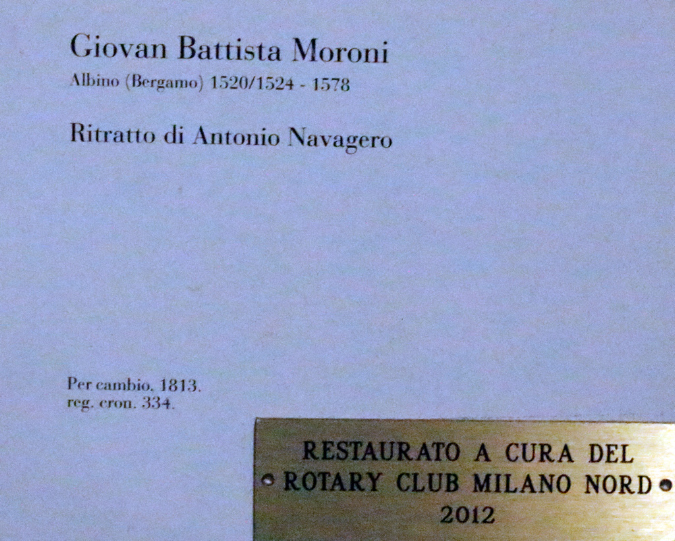 Giovan Battista Moroni
Albino (Bergamo) 1520/1524 - 1578
Ritratto di Antonio Navagero
Per cambio, 1813.
reg. cron. 334.
RESTAURATO A CURA DEL
ROTARY CLUB MILANO NORD
2012